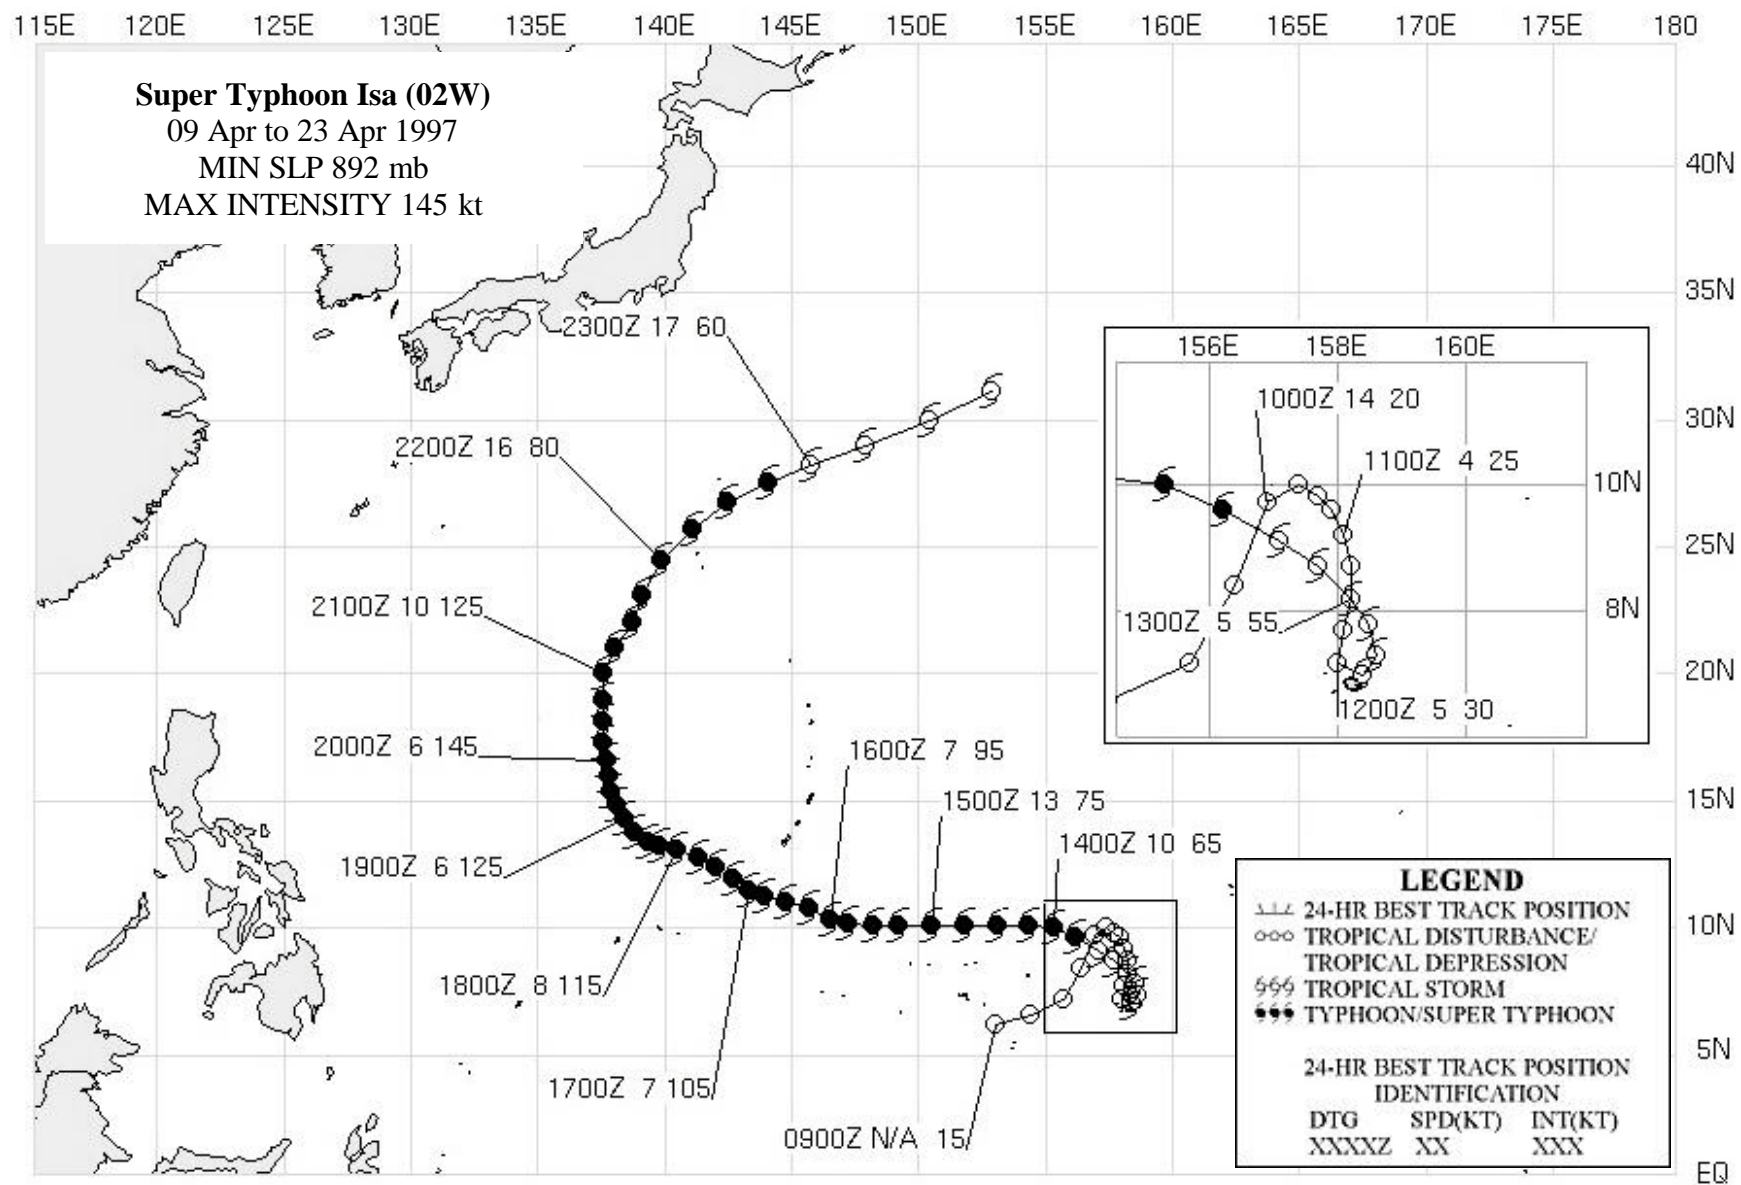 115E 120E 125E 130E 135E 140E 145E 150E 155E 160E 165E 170E 175E 180
Super Typhoon Isa (02W)
09 Apr to 23 Apr 1997
MIN SLP 892 mb
MAX INTENSITY 145 kt
40N
35N
2300Z 17 60
156E 158E 160E
1000Z 14 20
30N
2200Z 16 80
1100Z 4 25
10N
25N
2100Z 10 125
8N
1300Z 5 55
20N
1200Z 5 30
2000Z 6 145
1600Z 7 95
15N
1500Z 13 75
1400Z 10 65
1900Z 6 125
LEGEND
24-HR BEST TRACK POSITION
10N
TROPICAL DISTURBANCE/
TROPICAL DEPRESSION
1800Z 8 115
TROPICAL STORM
TYPHOON/SUPER TYPHOON
5N
24-HR BEST TRACK POSITION
IDENTIFICATION
1700Z 7 105
DTG SPD(KT) INT(KT)
0900Z N/A 15
XXXXZ XX XXX
EQ